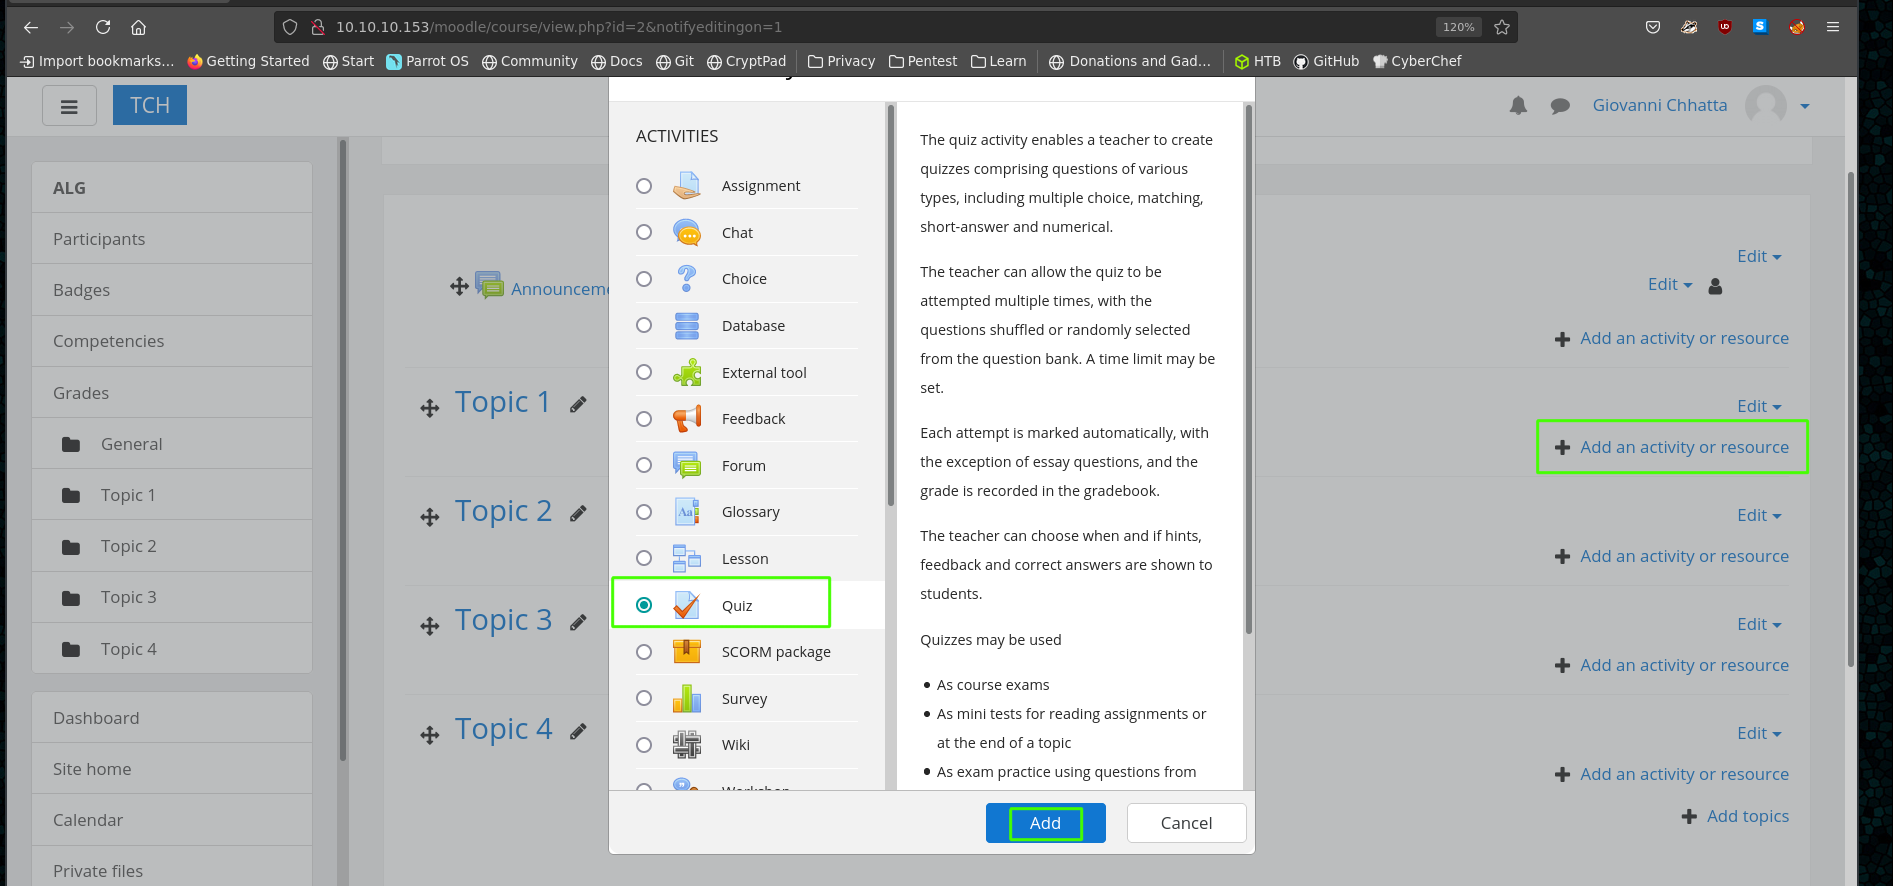 10.10.10.153/moodle/course/view.php?id=2&notifyeditingon=1
120%
Import bookmarks...
Getting Started
Start
Parrot OS
Community
Docs
Git
CryptPad
Privacy
Pentest
Learn
Donations and Gad...
HTB
GitHub
CyberChef
TCH
Giovanni Chhatta
ALG
Participants
Badges
Competencies
Grades
General
Topic 1
Topic 2
Topic 3
Topic 4
Dashboard
Site home
Calendar
Private files
Announceme
Edit
Edit
Add an activity or resource
Topic 1
Edit
Add an activity or resource
Topic 2
Edit
Add an activity or resource
Topic 3
Edit
Add an activity or resource
Topic 4
Edit
Add an activity or resource
Add topics
ACTIVITIES
Assignment
Chat
Choice
Database
External tool
Feedback
Forum
Glossary
Lesson
Quiz
SCORM package
Survey
Wiki
Workshop
The quiz activity enables a teacher to create
quizzes comprising questions of various
types, including multiple choice, matching,
short-answer and numerical.
The teacher can allow the quiz to be
attempted multiple times, with the
questions shuffled or randomly selected
from the question bank. A time limit may be
set.
Each attempt is marked automatically, with
the exception of essay questions, and the
grade is recorded in the gradebook.
The teacher can choose when and if hints,
feedback and correct answers are shown to
students.
Quizzes may be used
• As course exams
• As mini tests for reading assignments or
at the end of a topic
• As exam practice using questions from
Add
Cancel